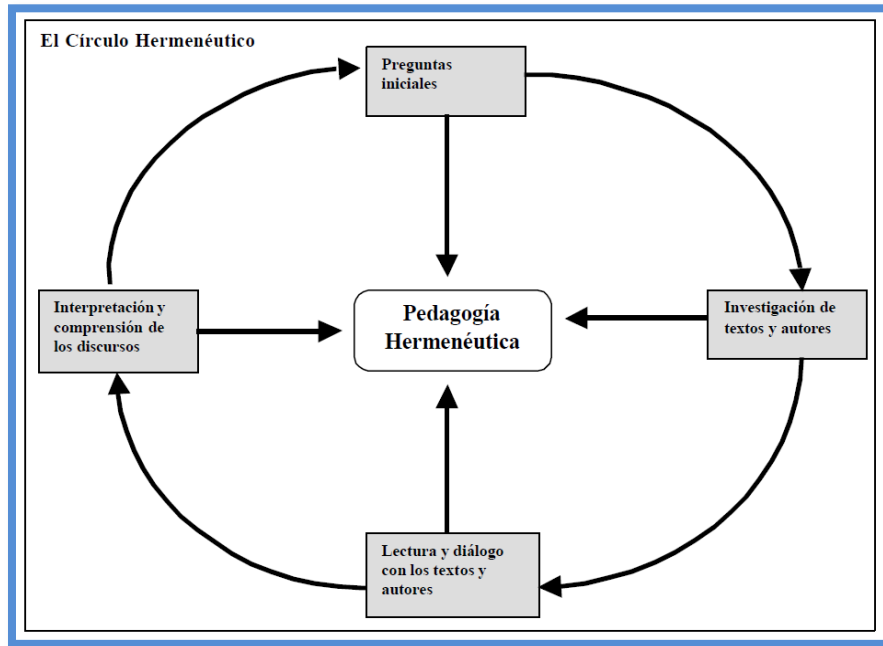 El Círculo Hermenéutico
Preguntas
iniciales
Investigación de
textos y autores
Lectura y diálogo
con los textos y
autores
Interpretación y
comprensión de
los discursos
Pedagogía
Hermenéutica